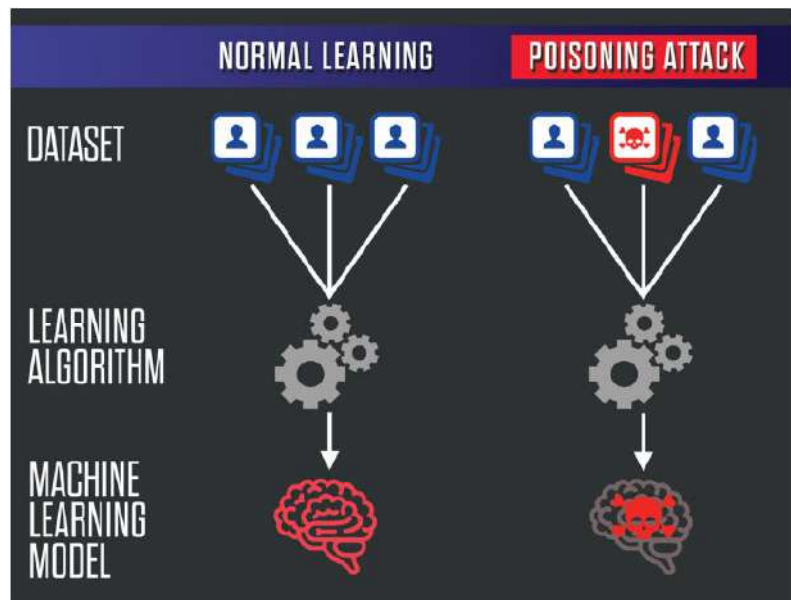 NORMAL LEARNING
POISONING ATTACK
DATASET
LEARNING
ALGORITHM
MACHINE
LEARNING
MODEL